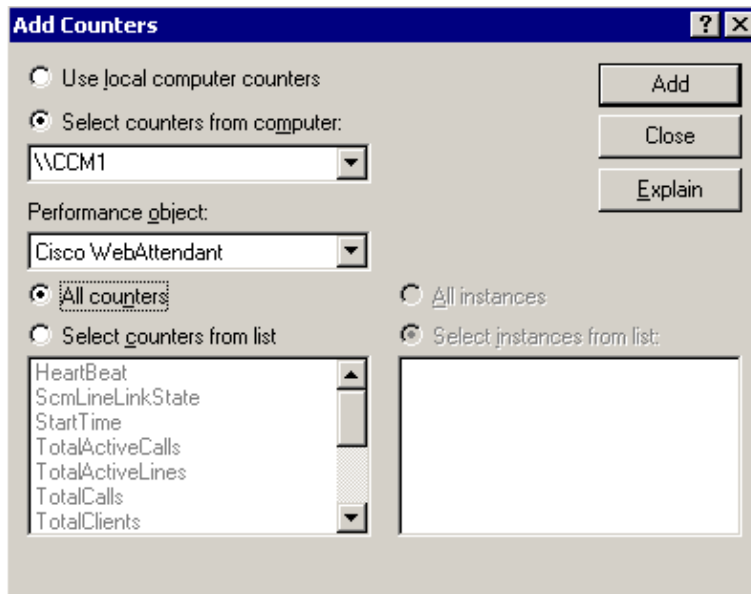 Add Counters
Use local computer counters
Select counters from computer:
\\CCM1
Performance object:
Cisco WebAttendant
All counters
Select counters from list
HeartBeat
ScmLineLinkState
StartTime
TotalActiveCalls
TotalActiveLines
TotalCalls
TotalClients
All instances
Select instances from list:
Add
Close
Explain